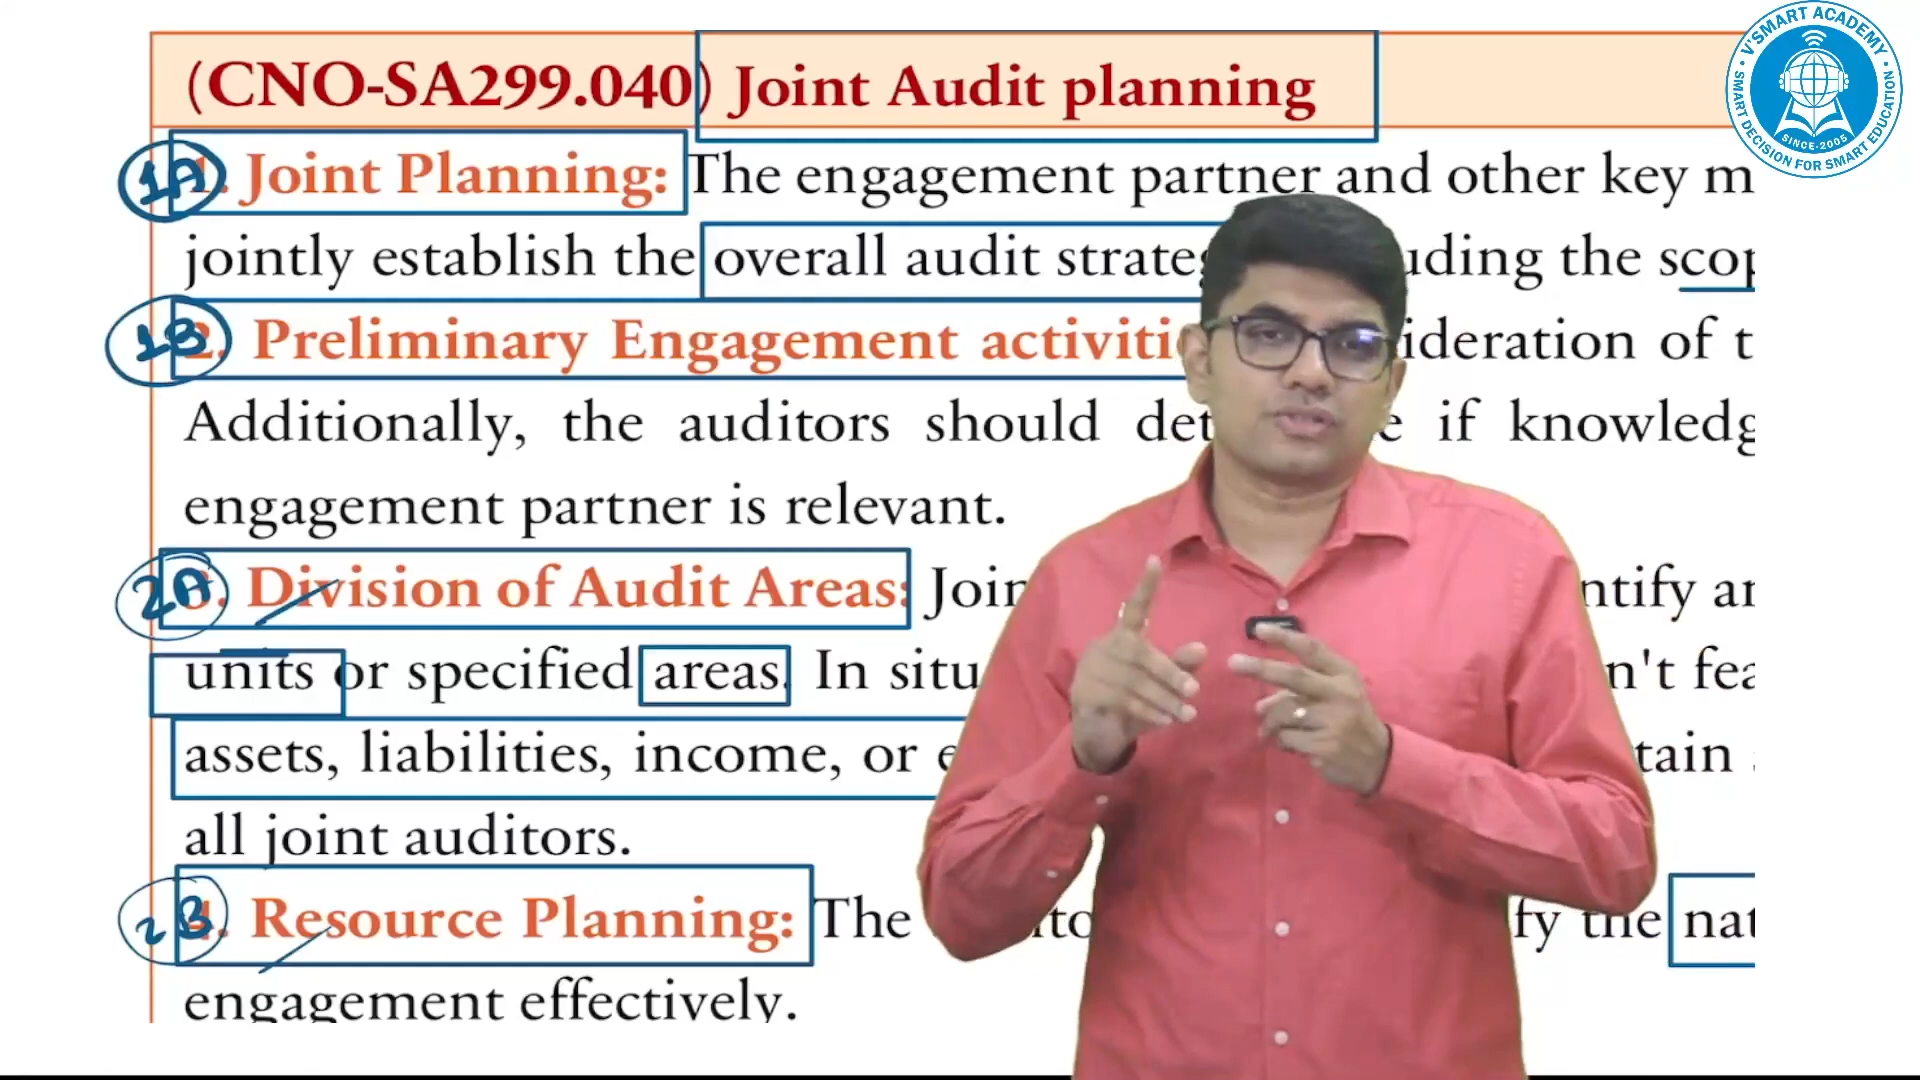 (CNO-SA299.040) Joint Audit planning
1A
1. Joint Planning: The engagement partner and other key m
jointly establish the overall audit strateg uding the scop
1B
2. Preliminary Engagement activiti ideration of t
Additionally, the auditors should det e if knowledg
engagement partner is relevant.
2A
3. Division of Audit Areas: Join ntify an
units or specified areas. In situ n't fea
assets, liabilities, income, or e tain
all joint auditors.
2B
4. Resource Planning: The ito fy the nat
engagement effectively.
V'SMART ACADEMY
SINCE-2005
SMART DECISION FOR SMART EDUCATION